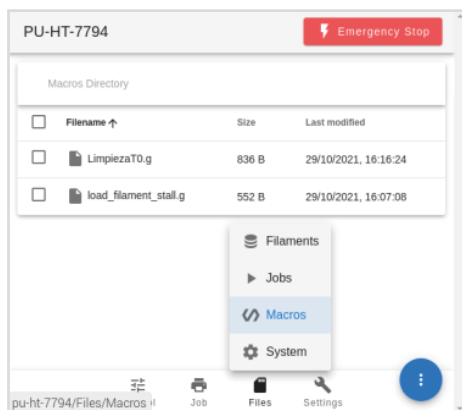 PU-HT-7794
Emergency Stop
Macros Directory
Filename Size Last modified
LimpiezaT0.g 836 B 29/10/2021, 16:16:24
load_filament_stall.g 552 B 29/10/2021, 16:07:08
Filaments
Jobs
Macros
System
Job Files Settings
pu-ht-7794/Files/Macros